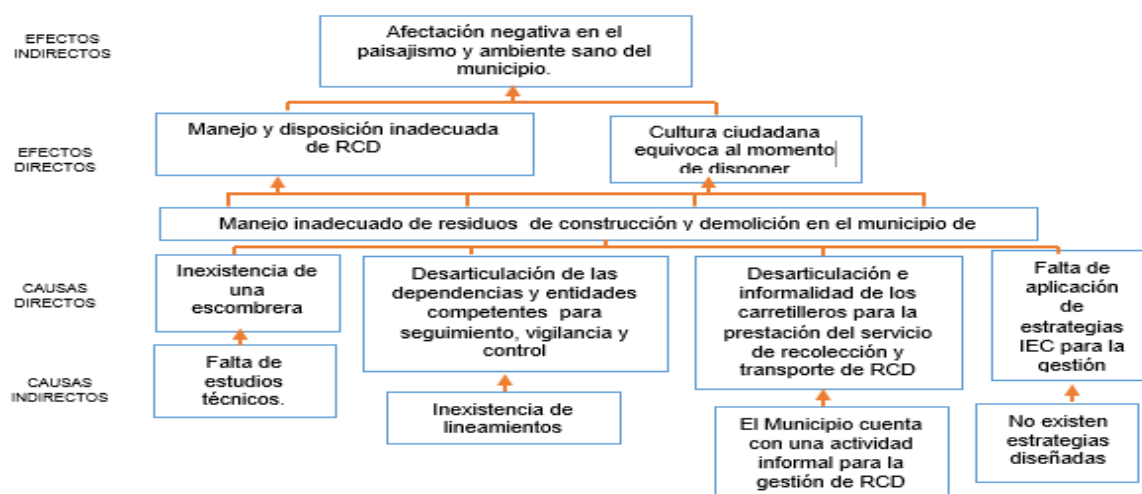 EFECTOS
INDIRECTOS
Afectación negativa en el
paisajismo y ambiente sano del
municipio.
EFECTOS
DIRECTOS
Manejo y disposición inadecuada
de RCD
Cultura ciudadana
equivoca al momento
de disponer
Manejo inadecuado de residuos de construcción y demolición en el municipio de
CAUSAS
DIRECTOS
Inexistencia de
una
escombrera
Desarticulación de las
dependencias y entidades
competentes para
seguimiento, vigilancia y
control
Desarticulación e
informalidad de los
carretilleros para la
prestación del servicio
de recolección y
transporte de RCD
Falta de
aplicación
de
estrategias
IEC para la
gestión
CAUSAS
INDIRECTOS
Falta de
estudios
técnicos.
Inexistencia de
lineamientos
El Municipio cuenta
con una actividad
informal para la
gestión de RCD
No existen
estrategias
diseñadas